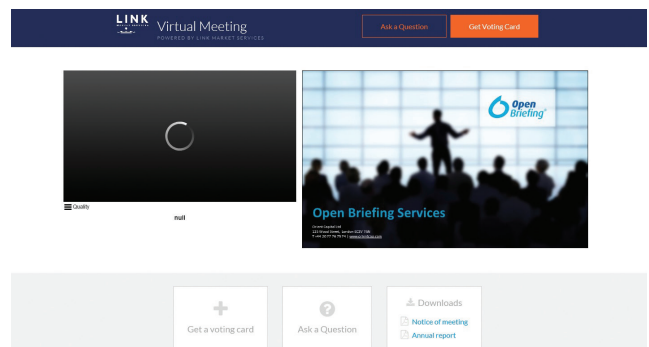 LINK
Virtual Meeting
POWERED BY LINK MARKET SERVICES
Ask a Question
Get Voting Card
Open
Briefing
Quality
null
Open Briefing Services
Get a voting card
Ask a Question
Downloads
Notice of meeting
Annual report